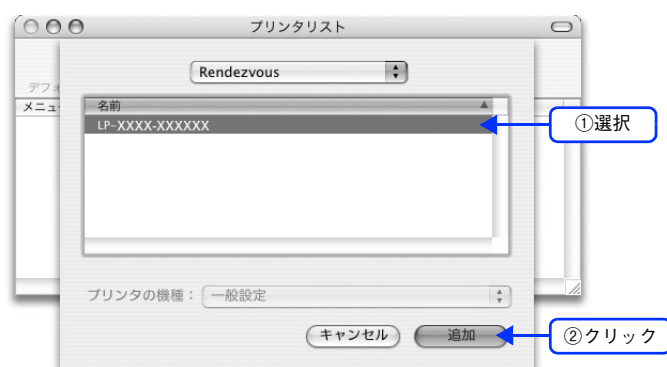 プリンタリスト
Rendezvous
デフォ
メニュー
名前
LP-XXXX-XXXXXX
①選択
プリンタの機種：
一般設定
キャンセル
追加
②クリック